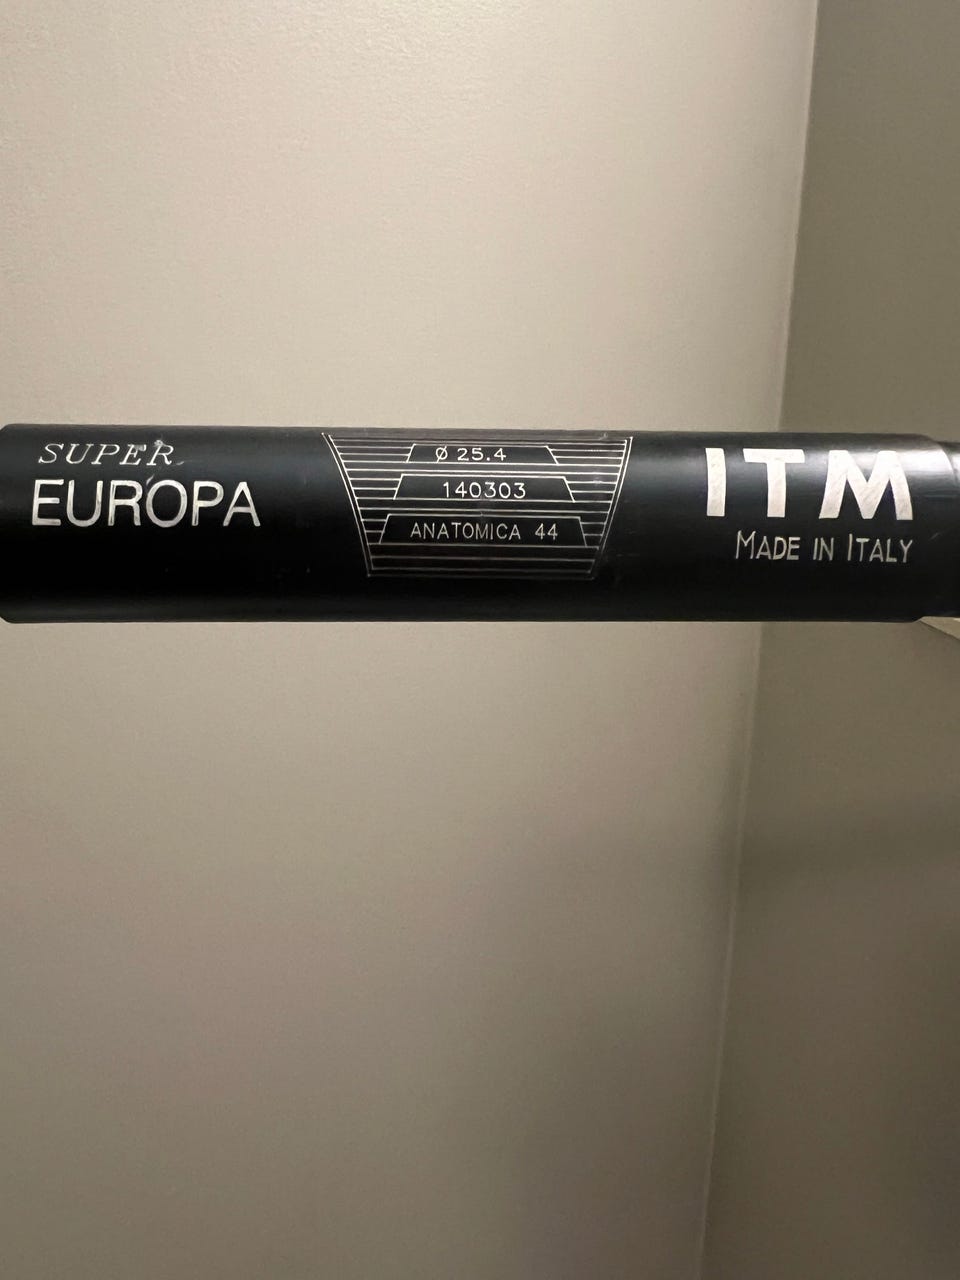 SUPER
EUROPA
Ø 25.4
140303
ANATOMICA 44
ITM
MADE IN ITALY